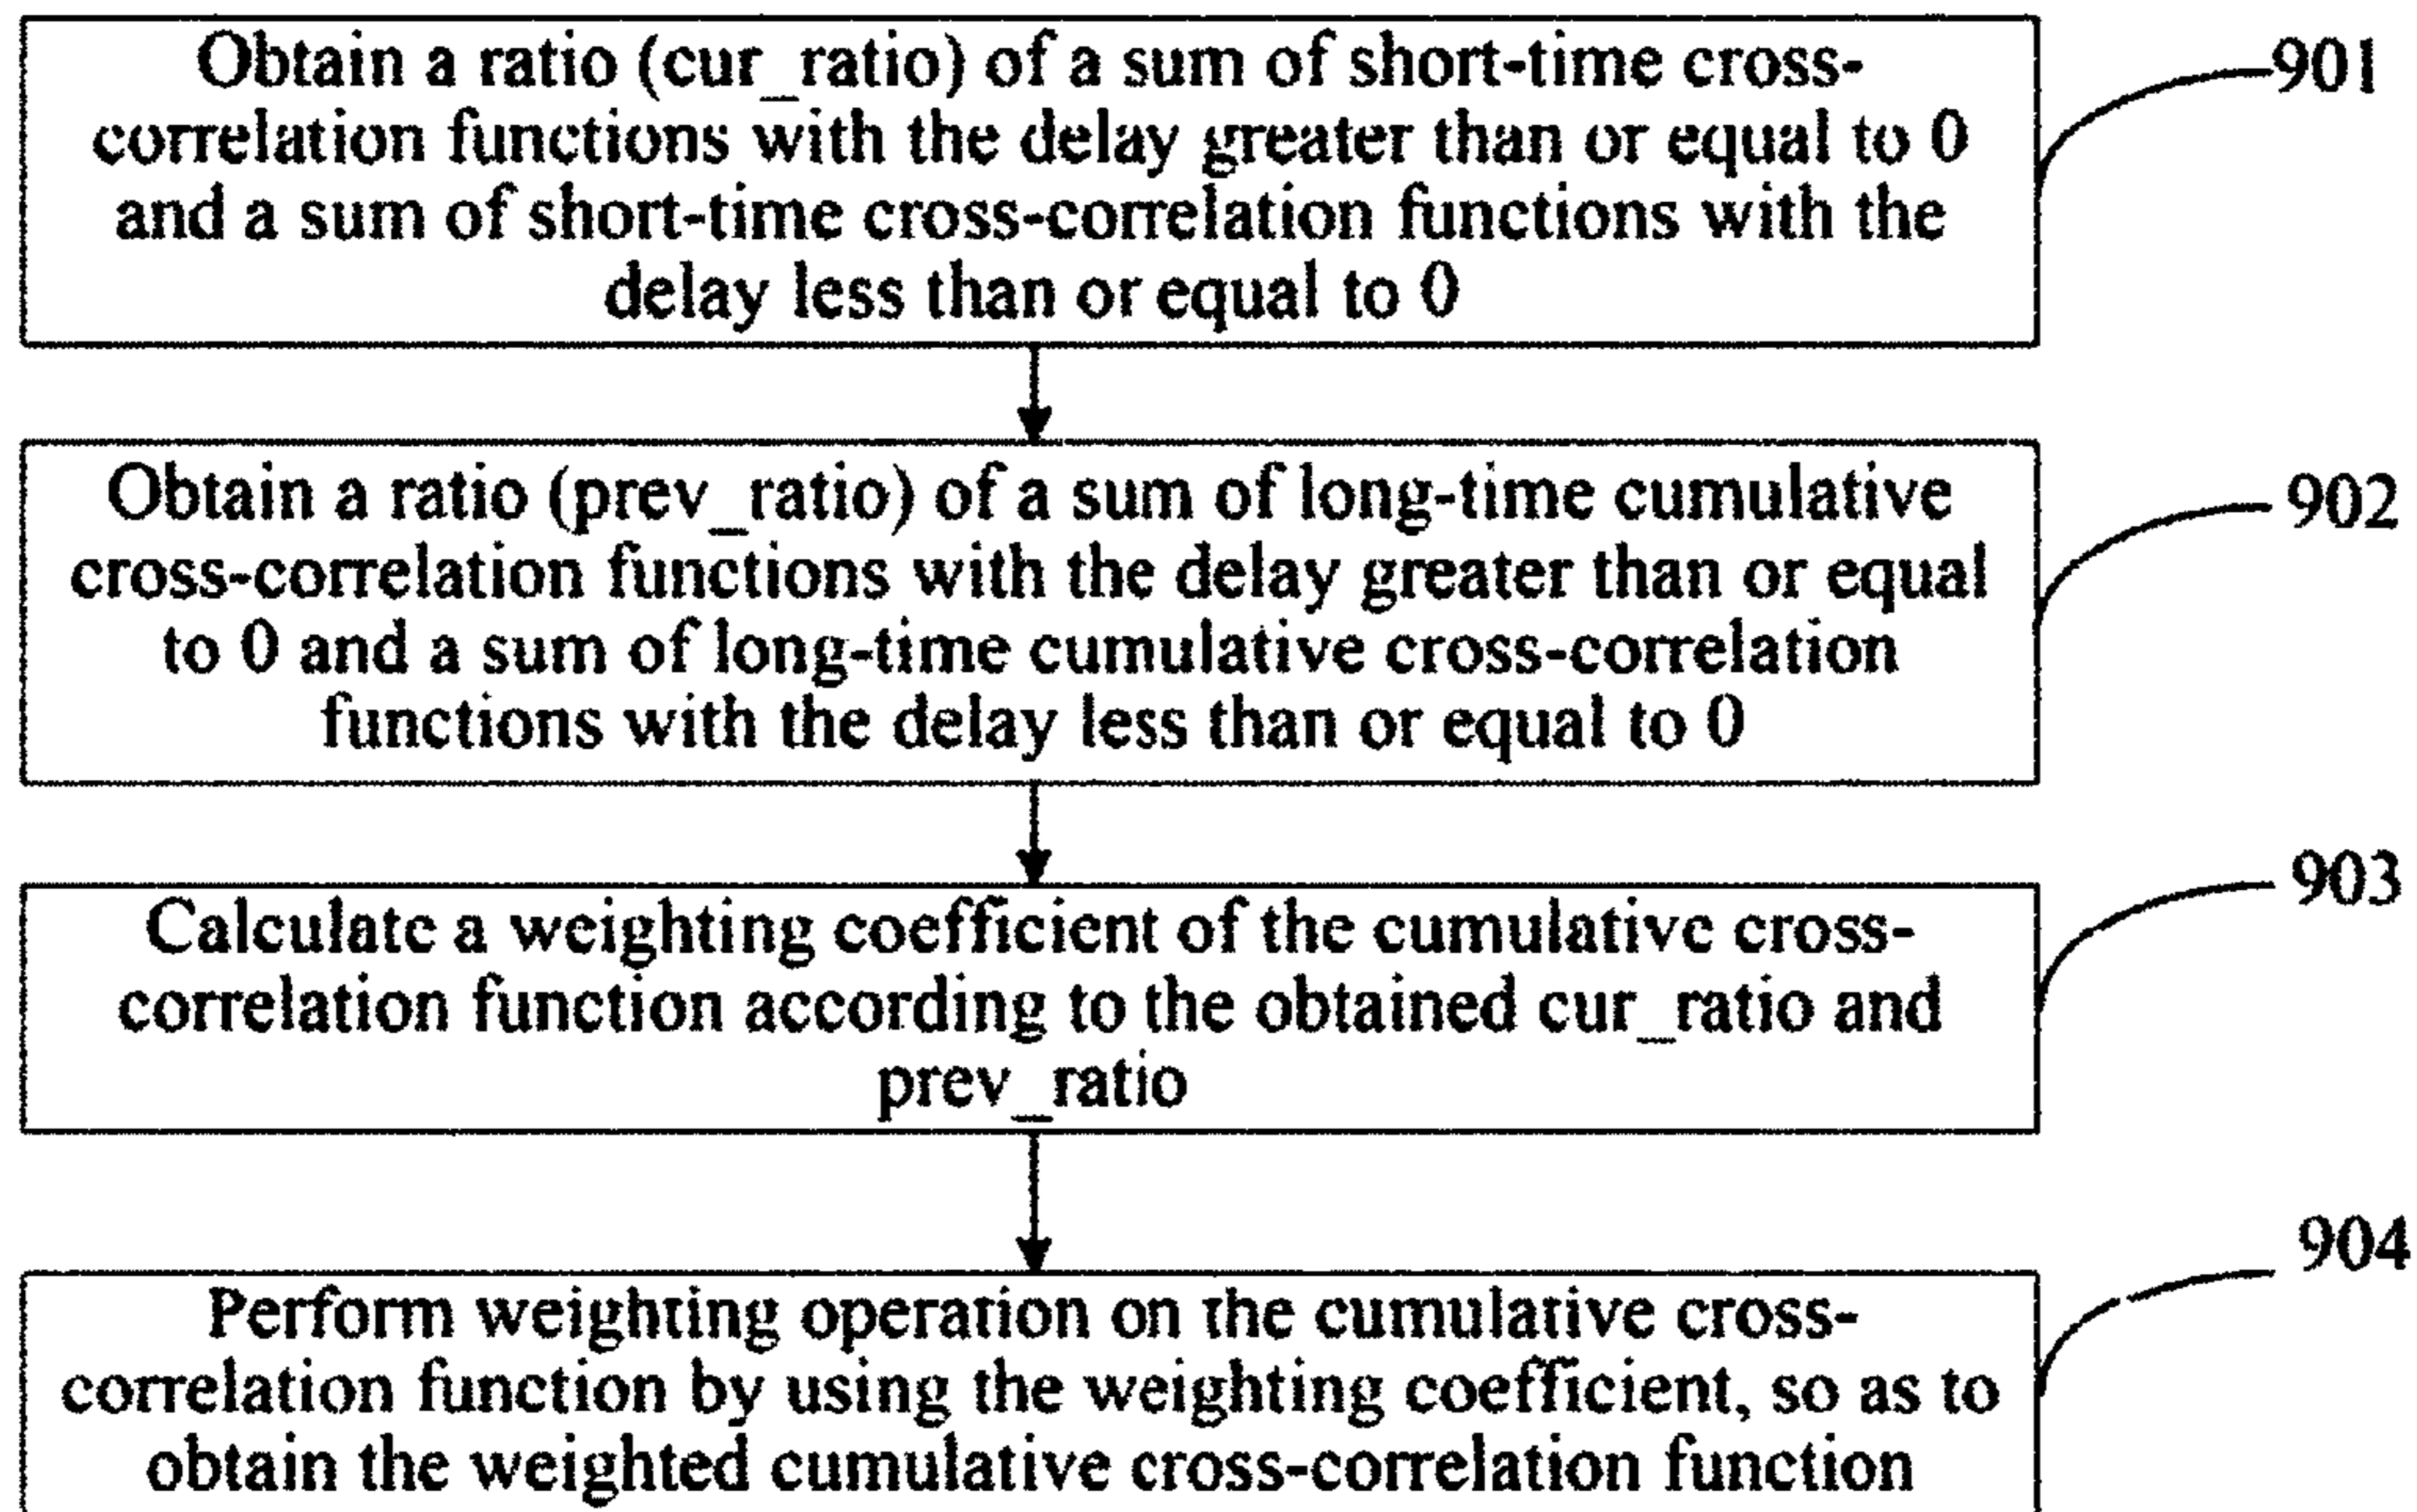 Obtain a ratio (cur_ratio) of a sum of short-time cross-
correlation functions with the delay greater than or equal to 0
and a sum of short-time cross-correlation functions with the
delay less than or equal to 0
901
Obtain a ratio (prev_ratio) of a sum of long-time cumulative
cross-correlation functions with the delay greater than or equal
to 0 and a sum of long-time cumulative cross-correlation
functions with the delay less than or equal to 0
902
Calculate a weighting coefficient of the cumulative cross-
correlation function according to the obtained cur_ratio and
prev_ratio
903
Perform weighting operation on the cumulative cross-
correlation function by using the weighting coefficient, so as to
obtain the weighted cumulative cross-correlation function
904